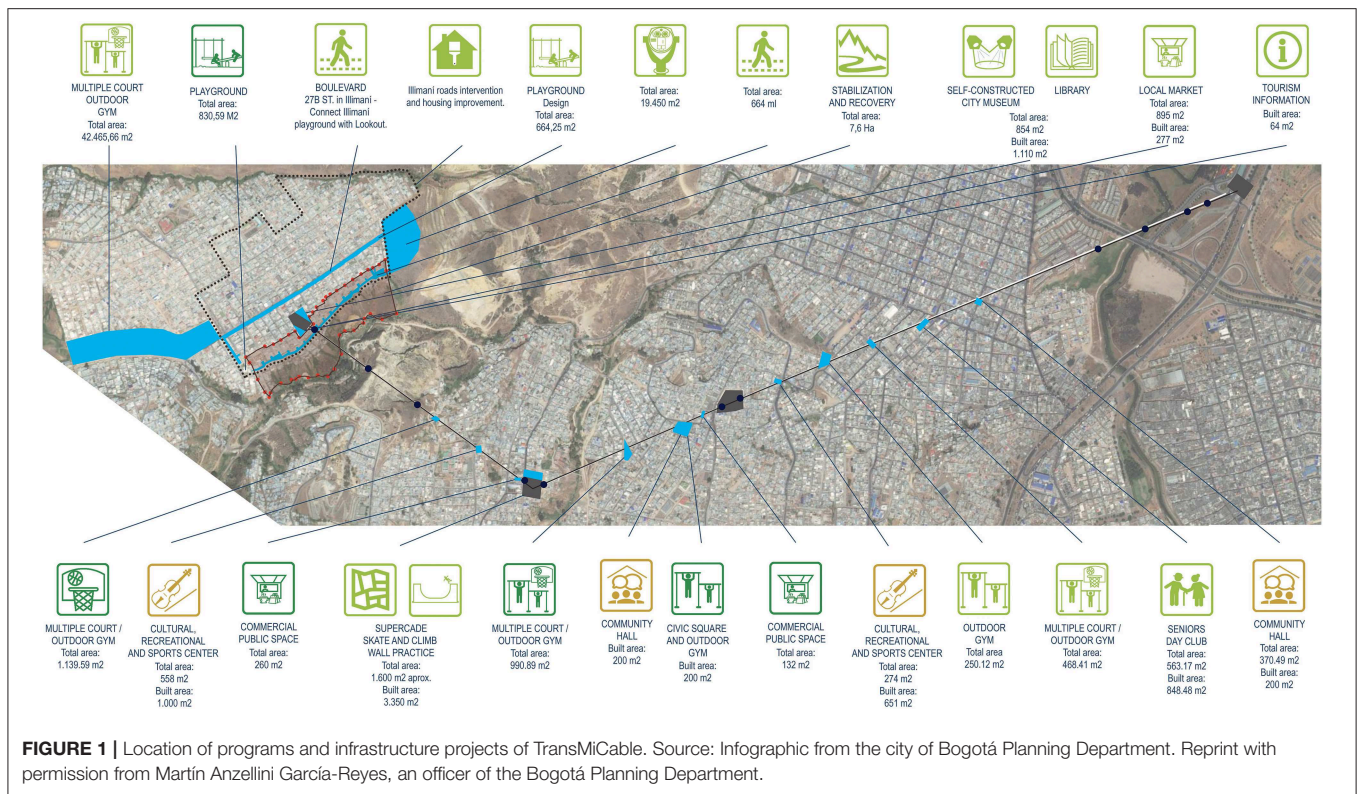 MULTIPLE COURT
OUTDOOR
GYM
Total area:
42.465,66 m2
PLAYGROUND
Total area:
830,59 M2
BOULEVARD
27B ST. in Illimani -
Connect Illimani
playground with Lookout.
Illimani roads intervention
and housing improvement.
PLAYGROUND
Design
Total area:
664,25 m2
Total area:
19.450 m2
Total area:
664 ml
STABILIZATION
AND RECOVERY
Total area:
7,6 Ha
SELF-CONSTRUCTED
CITY MUSEUM
Total area:
854 m2
Built area:
1.110 m2
LIBRARY
LOCAL MARKET
Total area:
895 m2
Built area:
277 m2
TOURISM
INFORMATION
Built area:
64 m2
MULTIPLE COURT /
OUTDOOR GYM
Total area:
1.139.59 m2
CULTURAL,
RECREATIONAL
AND SPORTS CENTER
Total area:
558 m2
Built area:
1.000 m2
COMMERCIAL
PUBLIC SPACE
Total area:
260 m2
SUPERCADE
SKATE AND CLIMB
WALL PRACTICE
Total area:
1.600 m2 aprox.
Built area:
3.350 m2
MULTIPLE COURT /
OUTDOOR GYM
Total area:
990.89 m2
COMMUNITY
HALL
Built area:
200 m2
CIVIC SQUARE
AND OUTDOOR
GYM
Built area:
200 m2
COMMERCIAL
PUBLIC SPACE
Total area:
132 m2
CULTURAL,
RECREATIONAL
AND SPORTS CENTER
Total area:
274 m2
Built area:
651 m2
OUTDOOR
GYM
Total area
250.12 m2
MULTIPLE COURT /
OUTDOOR GYM
Total area:
468.41 m2
SENIORS
DAY CLUB
Total area:
563.17 m2
Built area:
848.48 m2
COMMUNITY
HALL
Total area:
370.49 m2
Built area:
200 m2
FIGURE 1 | Location of programs and infrastructure projects of TransMiCable. Source: Infographic from the city of Bogotá Planning Department. Reprint with
permission from Martín Anzellini García-Reyes, an officer of the Bogotá Planning Department.